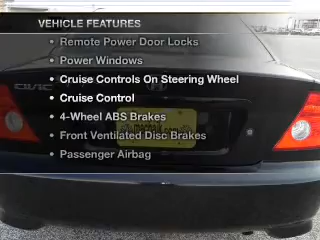 VEHICLE FEATURES
• Remote Power Door Locks
• Power Windows
• Cruise Controls On Steering Wheel
• Cruise Control
• 4-Wheel ABS Brakes
• Front Ventilated Disc Brakes
• Passenger Airbag
CIVIC